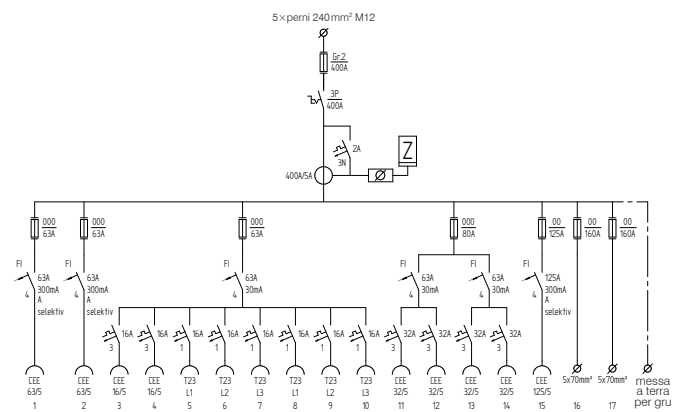 5×perni 240mm² M12
Gr.2
400A
3P
400A
2A
3N
Z
400A/5A
000 000 000 000 00 00 00
63A 63A 63A 80A 125A 160A 160A
FI FI FI FI FI FI
63A 63A 63A 63A 63A 125A
300mA 300mA 30mA 30mA 30mA 300mA
4 4 4 4 4 4
A A A
selektiv selektiv selektiv
16A 16A 16A 16A 16A 16A 16A 16A 32A 32A 32A 32A
3 3 1 1 1 1 1 1 3 3 3 3
CEE CEE CEE CEE T23 T23 T23 T23 T23 T23 CEE CEE CEE CEE CEE 5x70mm² 5x70mm² messa
63/5 63/5 16/5 16/5 L1 L2 L3 L1 L2 L3 32/5 32/5 32/5 32/5 125/5 a terra
1 2 3 4 5 6 7 8 9 10 11 12 13 14 15 16 17 per gru